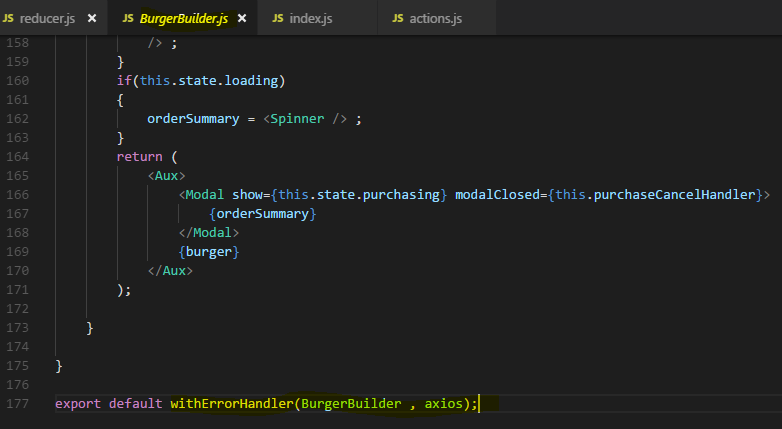 JS reducer.js × JS BurgerBuilder.js × JS index.js JS actions.js
158 /> ;
159 }
160 if(this.state.loading)
161 {
162 orderSummary = <Spinner /> ;
163 }
164 return (
165 <Aux>
166 <Modal show={this.state.purchasing} modalClosed={this.purchaseCancelHandler}>
167 {orderSummary}
168 </Modal>
169 {burger}
170 </Aux>
171 );
172
173 }
174
175 }
176
177 export default withErrorHandler(BurgerBuilder , axios);